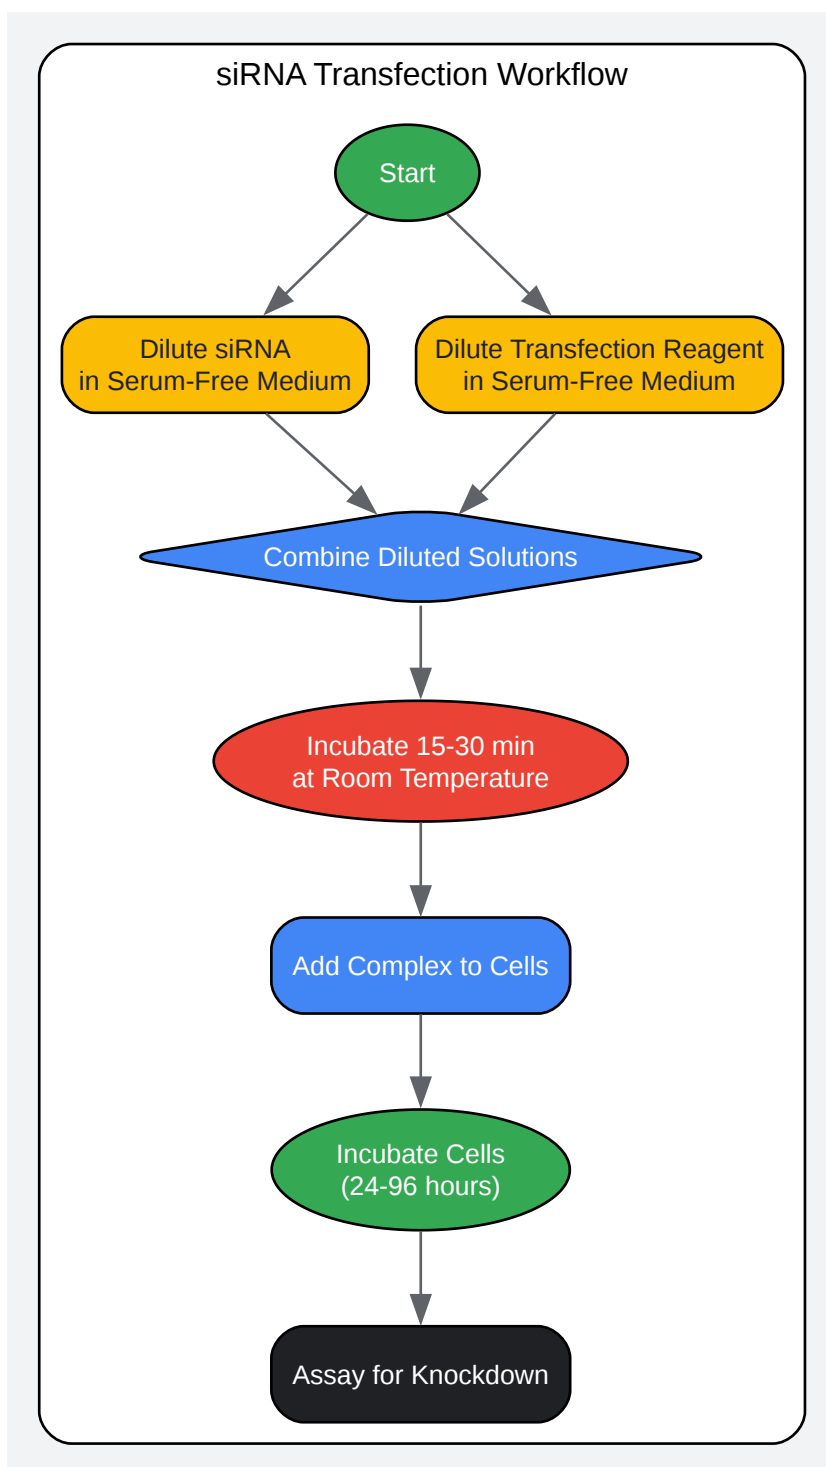 siRNA Transfection Workflow
Start
Dilute siRNA
in Serum-Free Medium
Dilute Transfection Reagent
in Serum-Free Medium
Combine Diluted Solutions
Incubate 15-30 min
at Room Temperature
Add Complex to Cells
Incubate Cells
(24-96 hours)
Assay for Knockdown